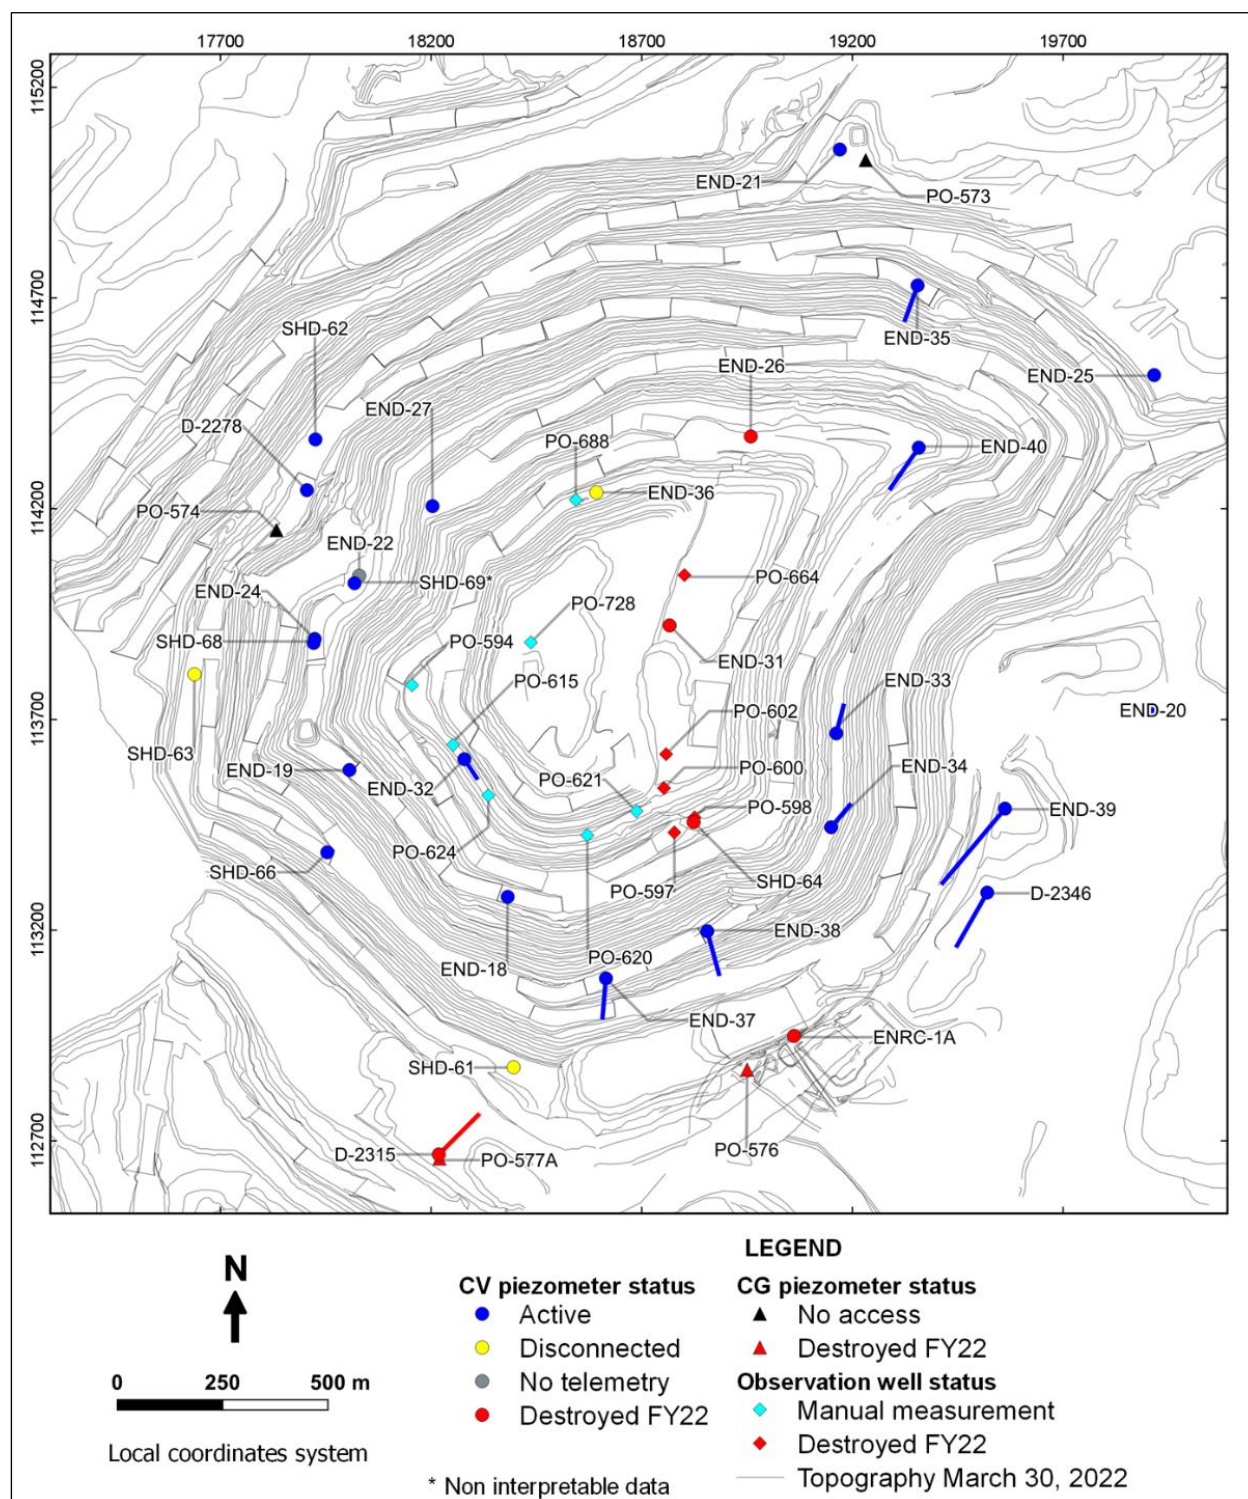 17700 18200 18700 19200 19700
115200
114700
114200
113700
113200
112700
END-21
PO-573
SHD-62
END-35
END-26
END-25
END-27
D-2278
PO-688
END-40
END-36
PO-574
END-22
PO-664
SHD-69*
END-24
PO-728
SHD-68
PO-594
END-31
PO-615
END-33
PO-602
END-20
SHD-63
END-19
END-32
PO-621
PO-600
END-34
PO-598
END-39
PO-624
SHD-66
PO-597
SHD-64
D-2346
END-38
PO-620
END-18
END-37
ENRC-1A
SHD-61
PO-576
D-2315
PO-577A
LEGEND
N
0 250 500 m
Local coordinates system
CV piezometer status
Active
Disconnected
No telemetry
Destroyed FY22
* Non interpretable data
CG piezometer status
No access
Destroyed FY22
Observation well status
Manual measurement
Destroyed FY22
Topography March 30, 2022